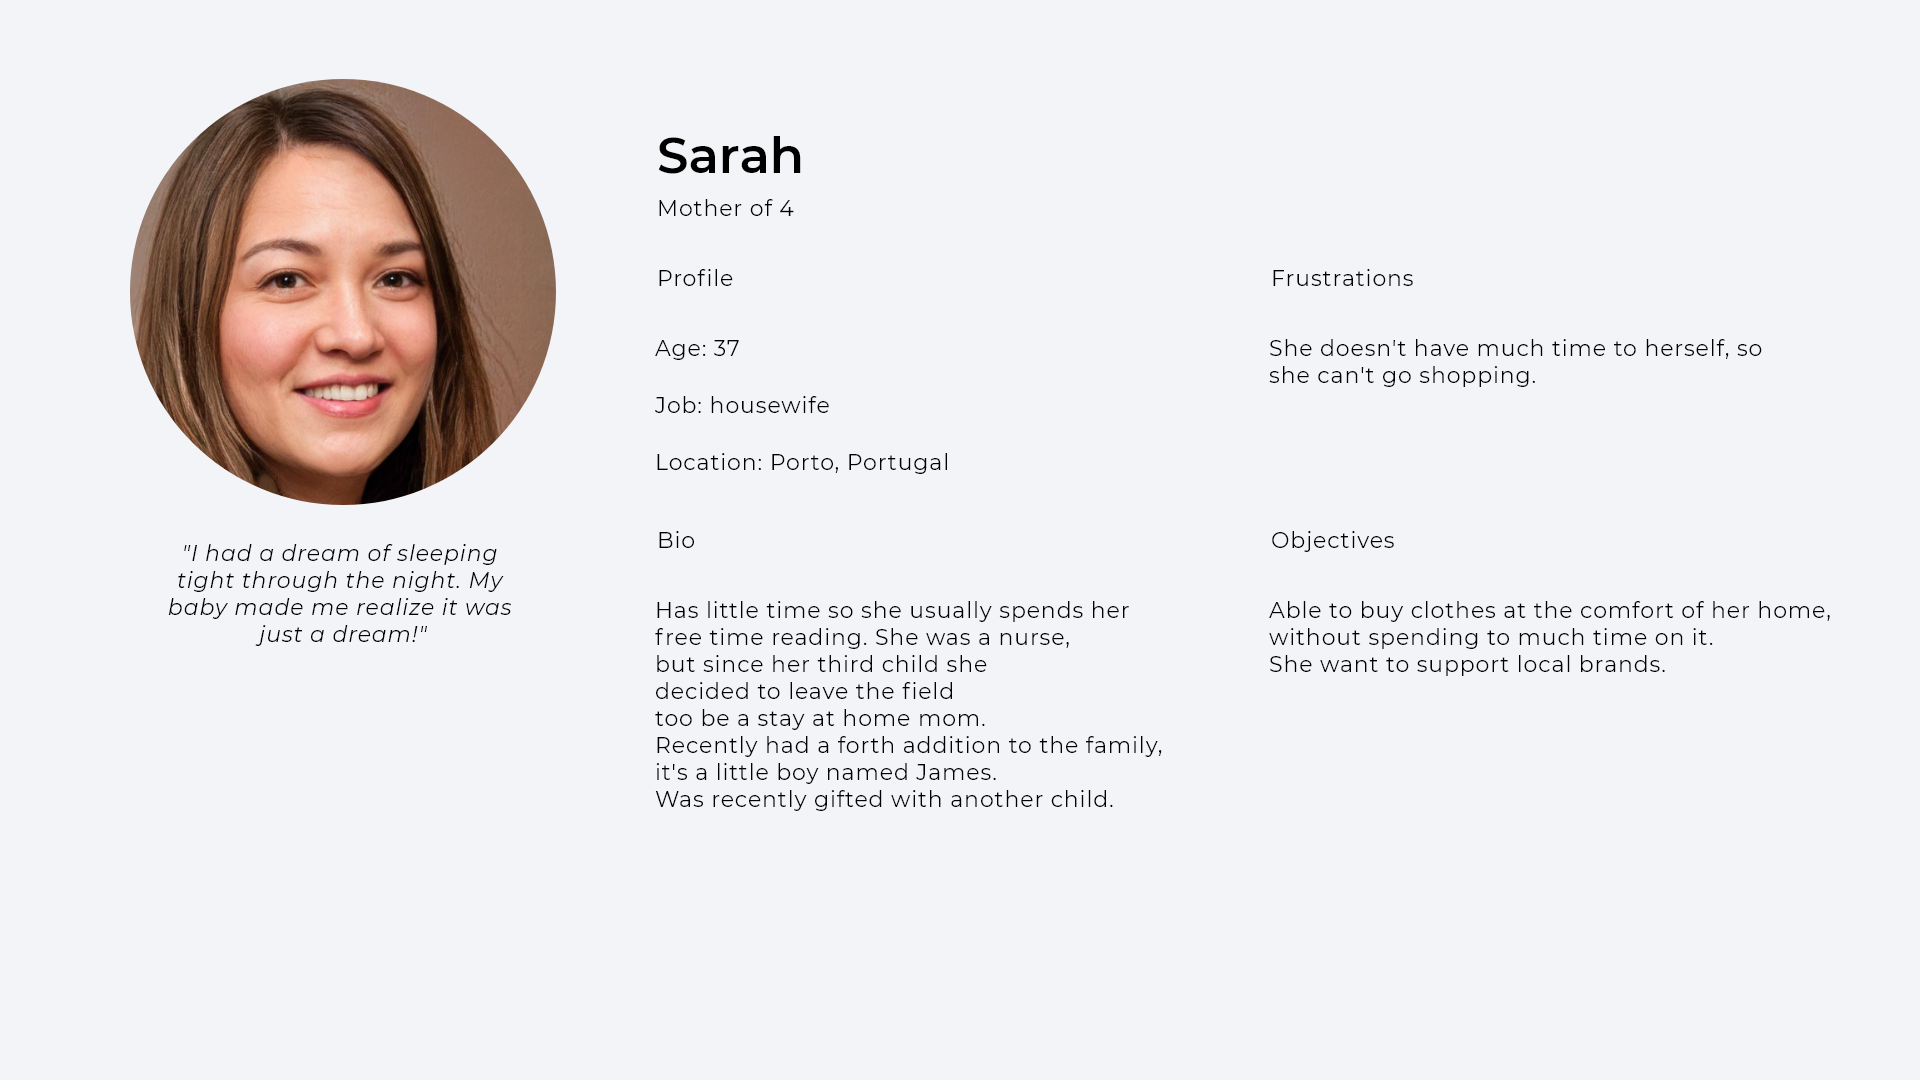 Sarah
Mother of 4
Profile
Age: 37
Job: housewife
Location: Porto, Portugal
Bio
Has little time so she usually spends her
free time reading. She was a nurse,
but since her third child she
decided to leave the field
too be a stay at home mom.
Recently had a forth addition to the family,
it's a little boy named James.
Was recently gifted with another child.
Frustrations
She doesn't have much time to herself, so
she can't go shopping.
Objectives
Able to buy clothes at the comfort of her home,
without spending to much time on it.
She want to support local brands.
"I had a dream of sleeping
tight through the night. My
baby made me realize it was
just a dream!"